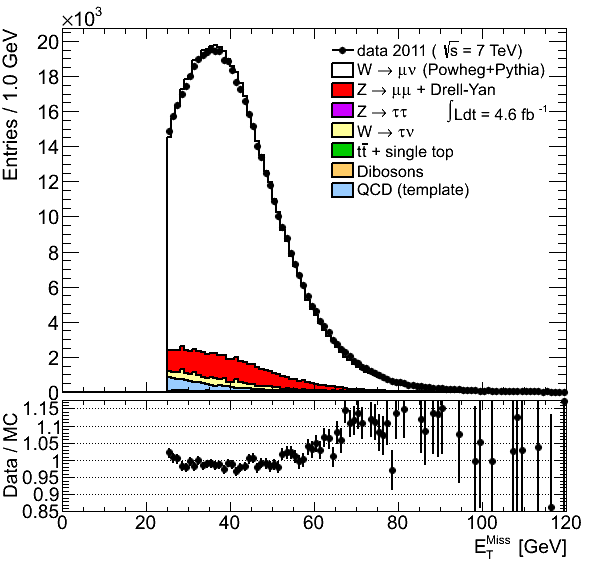 ×10³
Entries / 1.0 GeV
20
18
16
14
12
10
8
6
4
2
0
data 2011 ( √s = 7 TeV)
W → μν (Powheg+Pythia)
Z → μμ + Drell-Yan
Z → ττ
∫Ldt = 4.6 fb⁻¹
W → τν
tt̅ + single top
Dibosons
QCD (template)
Data / MC
1.15
1.1
1.05
1
0.95
0.9
0.85
0 20 40 60 80 100 120
E_T^Miss [GeV]